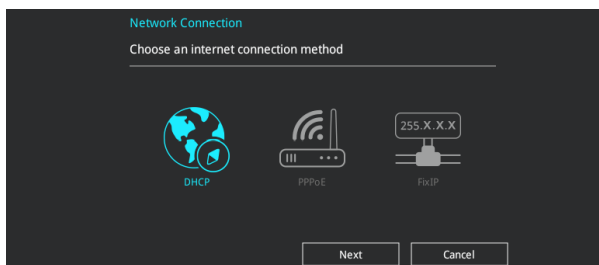 Network Connection
Choose an internet connection method
255.X.X.X
DHCP PPPoE FixIP
Next Cancel